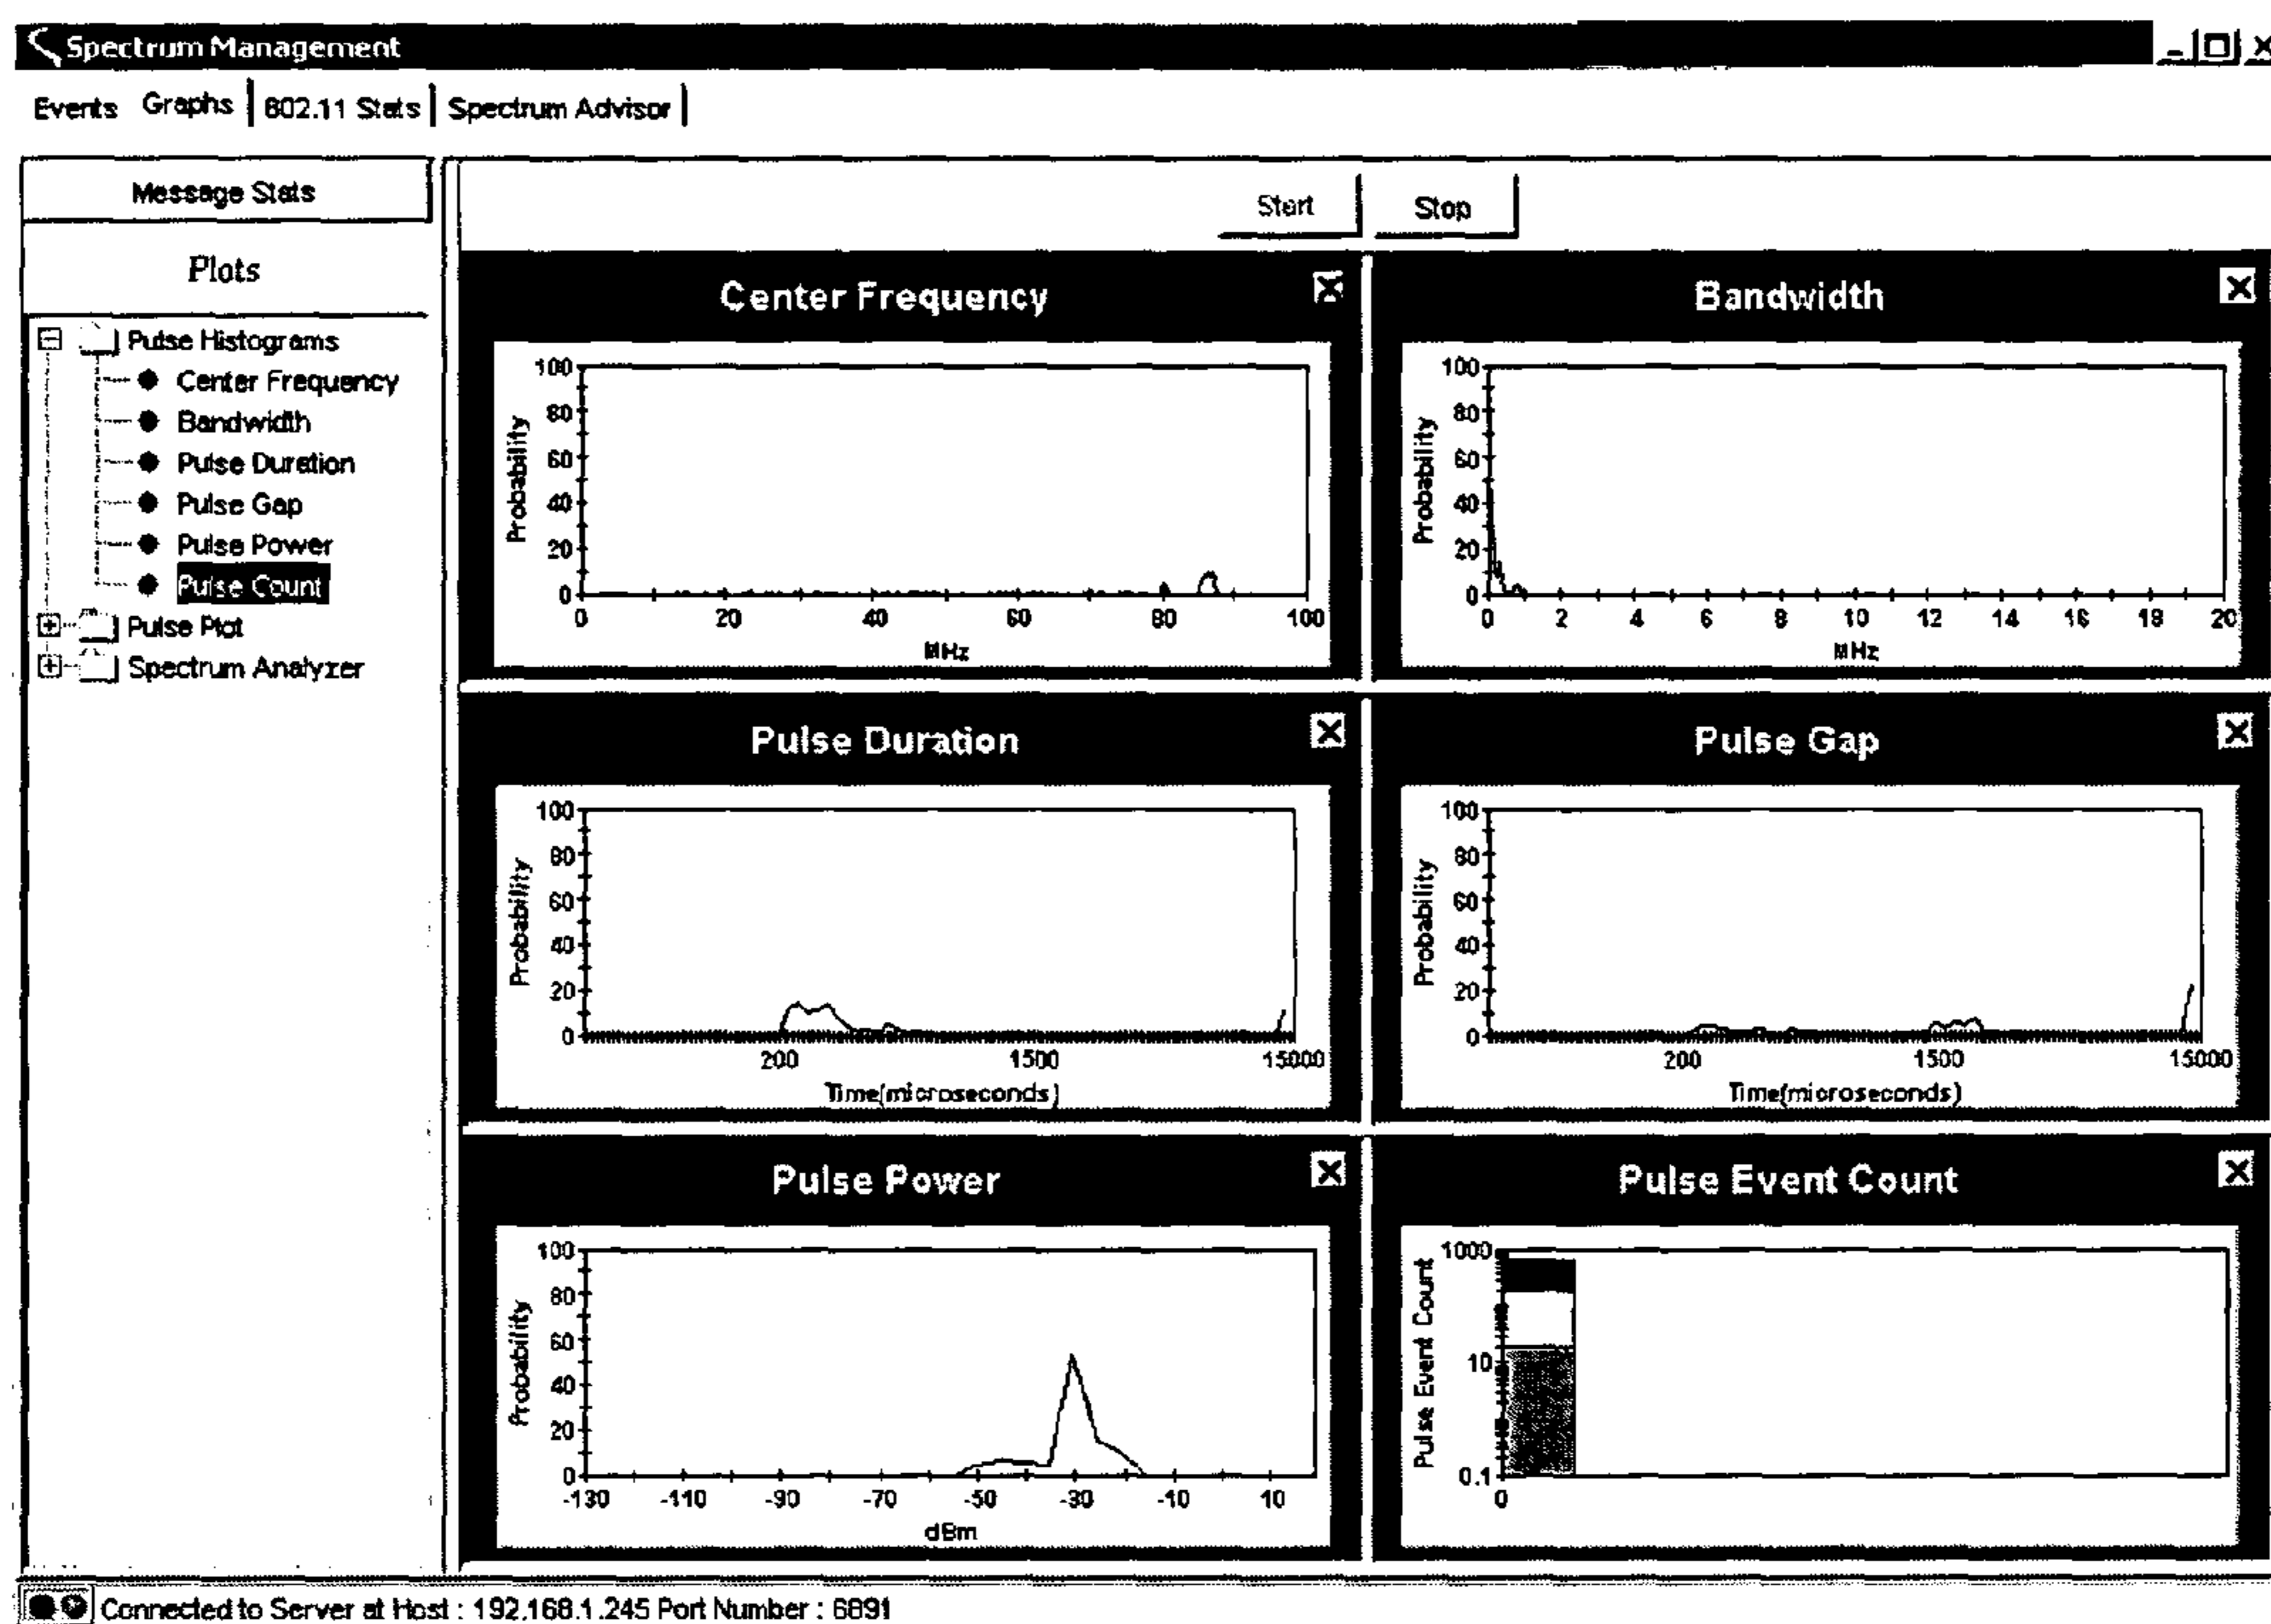 Spectrum Management
Events Graphs 802.11 Stats Spectrum Advisor
Message Stats
Start Stop
Plots
Pulse Histograms
Center Frequency
Bandwidth
Pulse Duration
Pulse Gap
Pulse Power
Pulse Count
Pulse Plot
Spectrum Analyzer
Center Frequency
Probability
100
80
60
40
20
0
0 20 40 60 80 100
MHz
Bandwidth
Probability
100
80
60
40
20
0
0 2 4 6 8 10 12 14 16 18 20
MHz
Pulse Duration
Probability
100
80
60
40
20
0
200 1500 15000
Time(microseconds)
Pulse Gap
Probability
100
80
60
40
20
0
200 1500 15000
Time(microseconds)
Pulse Power
Probability
100
80
60
40
20
0
-130 -110 -90 -70 -50 -30 -10 10
dBm
Pulse Event Count
Pulse Event Count
1000
10
0.1
0
Connected to Server at Host : 192.168.1.245 Port Number : 6891